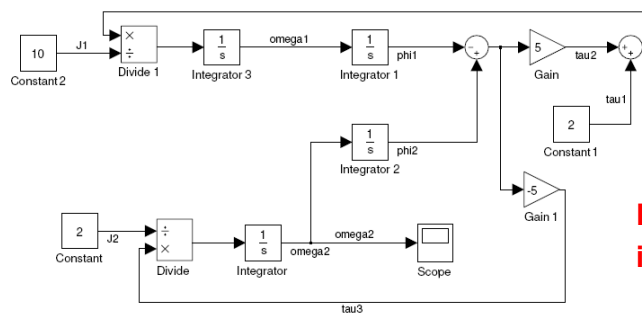 10
J1
Constant 2
×
÷
Divide 1
1
s
Integrator 3
omega1
1
s
Integrator 1
phi1
−
+
5
Gain
tau2
+
+
tau1
2
Constant 1
1
s
Integrator 2
phi2
-5
Gain 1
2
J2
Constant
÷
×
Divide
1
s
Integrator
omega2
omega2
Scope
tau3